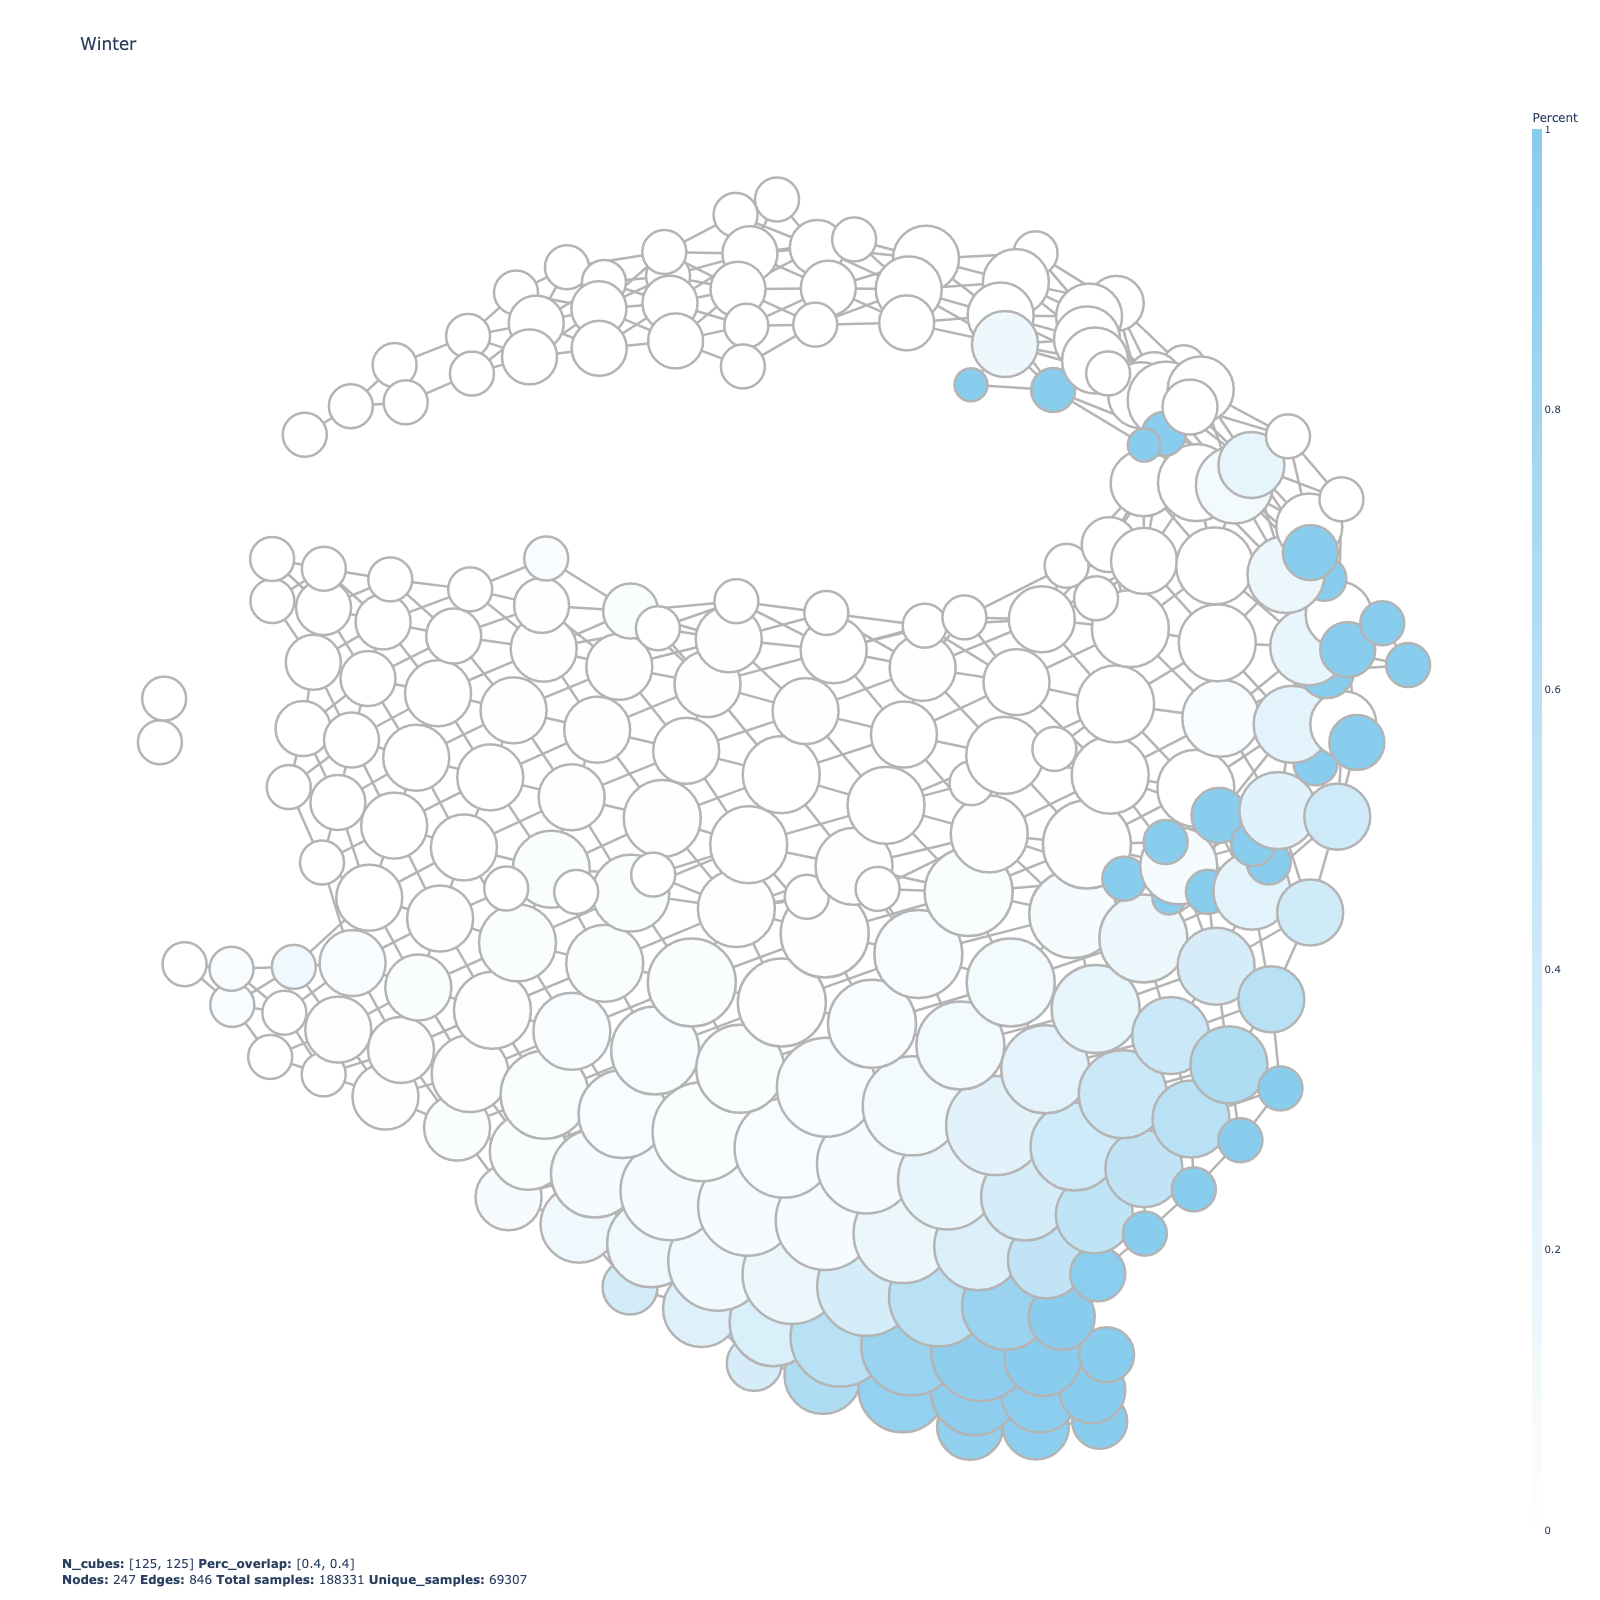 Winter
Percent
1
0.8
0.6
0.4
0.2
0
N_cubes: [125, 125] Perc_overlap: [0.4, 0.4]
Nodes: 247 Edges: 846 Total samples: 188331 Unique_samples: 69307